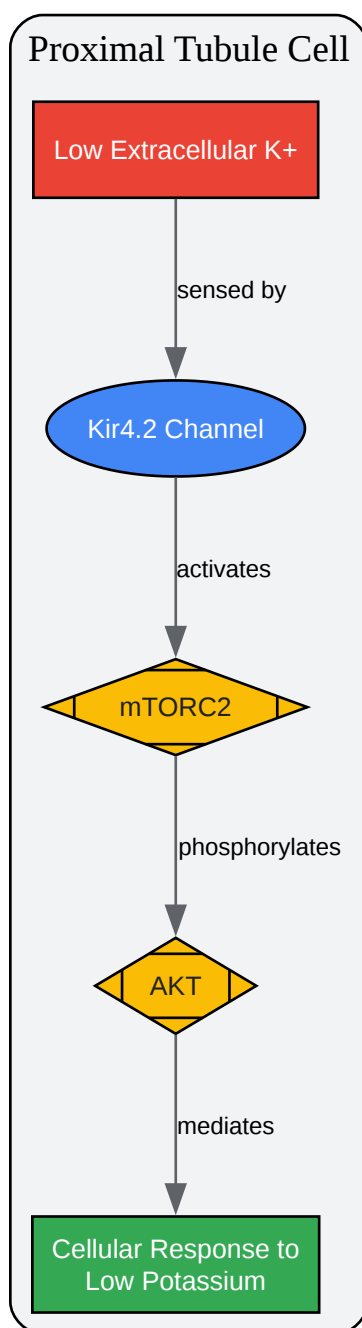 Proximal Tubule Cell
Low Extracellular K+
sensed by
Kir4.2 Channel
activates
mTORC2
phosphorylates
AKT
mediates
Cellular Response to
Low Potassium